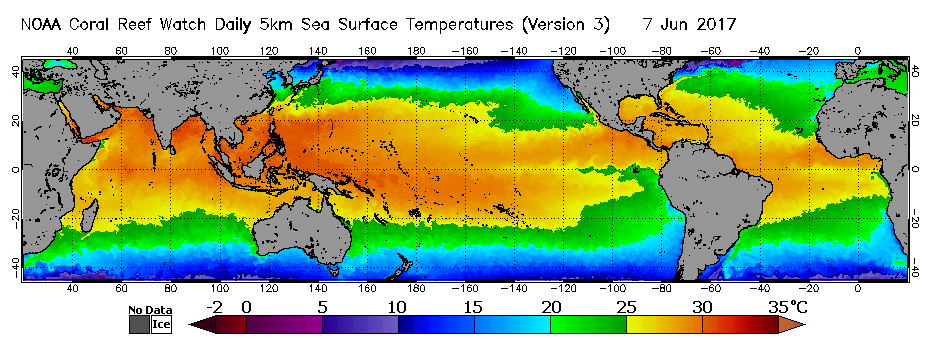 NOAA Coral Reef Watch Daily 5km Sea Surface Temperatures (Version 3) 7 Jun 2017
40 60 80 100 120 140 160 180 -160 -140 -120 -100 -80 -60 -40 -20 0
40 40
20 20
0 0
-20 -20
-40 -40
40 60 80 100 120 140 160 180 -160 -140 -120 -100 -80 -60 -40 -20 0
No Data -2 0 5 10 15 20 25 30 35°C
Ice